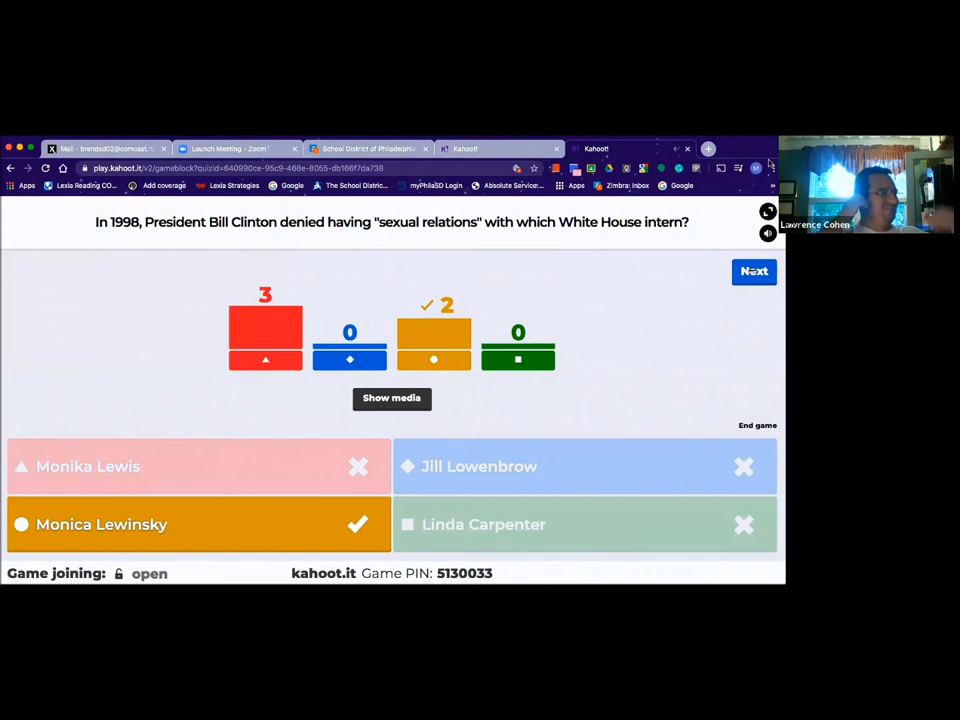 Mail - brendad02@comcast.n
Launch Meeting - Zoom
School District of Philadelphia
Kahoot!
Kahoot!
play.kahoot.it/v2/gameblock?quizId=640990ce-95c9-468e-8055-db166f7da738
Apps
Lexia Reading CO...
Add coverage
Lexia Strategies
Google
The School Distric...
myPhilaSD Login
Absolute Service:...
Apps
Zimbra: Inbox
Google
In 1998, President Bill Clinton denied having "sexual relations" with which White House intern?
Lawrence Cohen
Next
3
0
2
0
Show media
End game
Monika Lewis
Jill Lowenbrow
Monica Lewinsky
Linda Carpenter
Game joining: open
kahoot.it Game PIN: 5130033